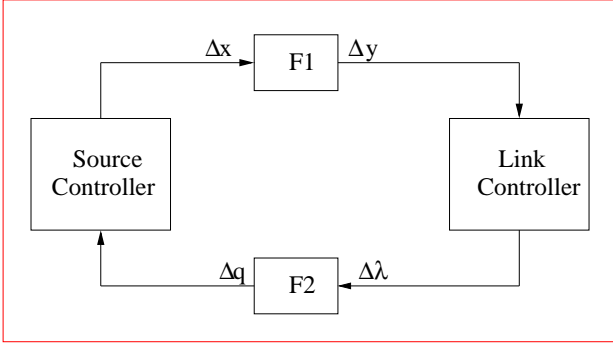 Δx
F1
Δy
Source
Controller
Link
Controller
Δq
F2
Δλ